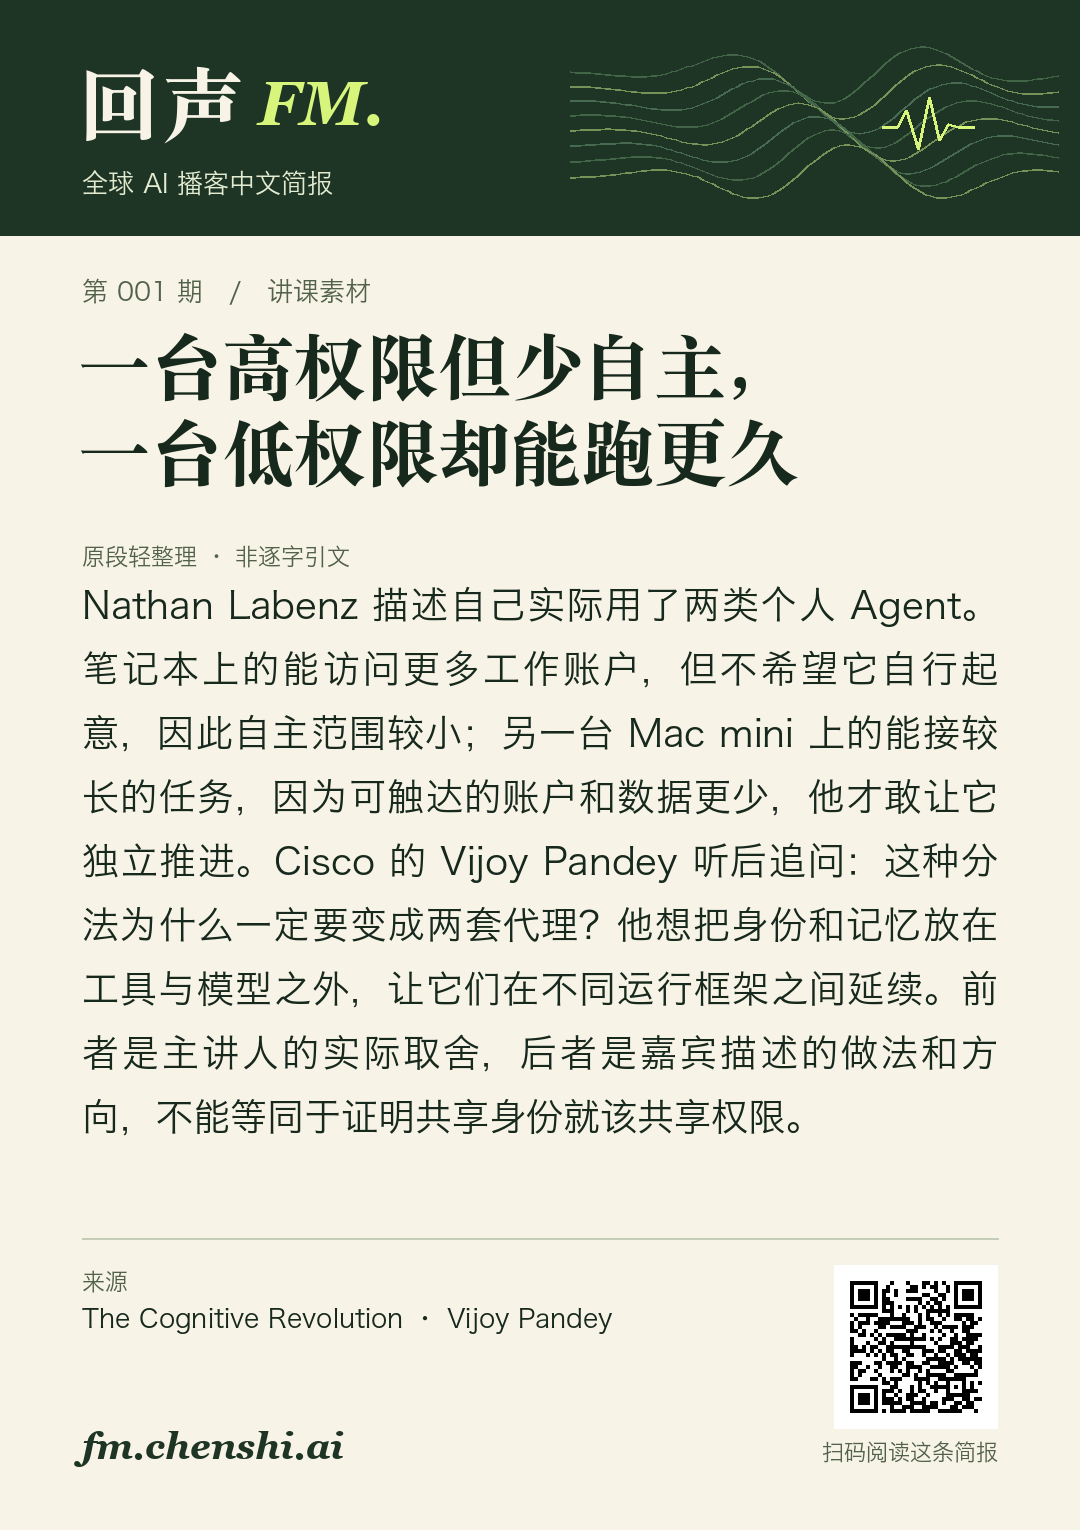 回声 FM.
全球 AI 播客中文简报
第 001 期 / 讲课素材
一台高权限但少自主，
一台低权限却能跑更久
原段轻整理 · 非逐字引文
Nathan Labenz 描述自己实际用了两类个人 Agent。
笔记本上的能访问更多工作账户，但不希望它自行起
意，因此自主范围较小；另一台 Mac mini 上的能接较
长的任务，因为可触达的账户和数据更少，他才敢让它
独立推进。Cisco 的 Vijoy Pandey 听后追问：这种分
法为什么一定要变成两套代理？他想把身份和记忆放在
工具与模型之外，让它们在不同运行框架之间延续。前
者是主讲人的实际取舍，后者是嘉宾描述的做法和方
向，不能等同于证明共享身份就该共享权限。
来源
The Cognitive Revolution · Vijoy Pandey
fm.chenshi.ai
扫码阅读这条简报